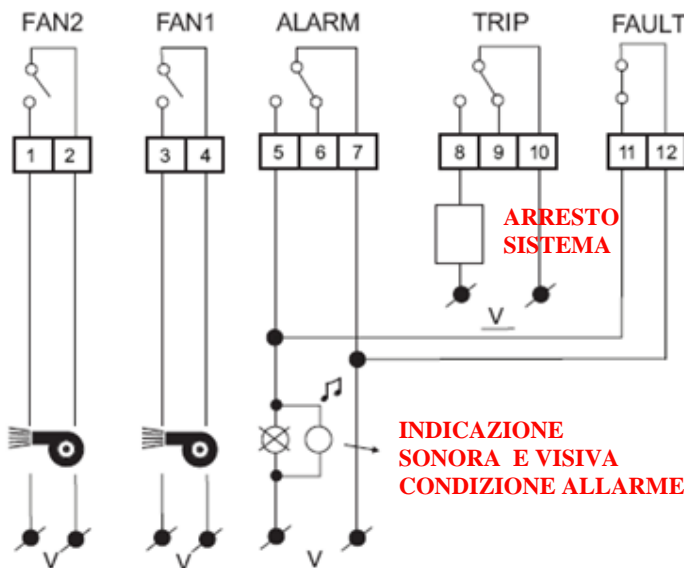 FAN2 FAN1 ALARM TRIP FAULT
1 2 3 4 5 6 7 8 9 10 11 12
ARRESTO
SISTEMA
V
INDICAZIONE
SONORA E VISIVA
CONDIZIONE ALLARME
V V V